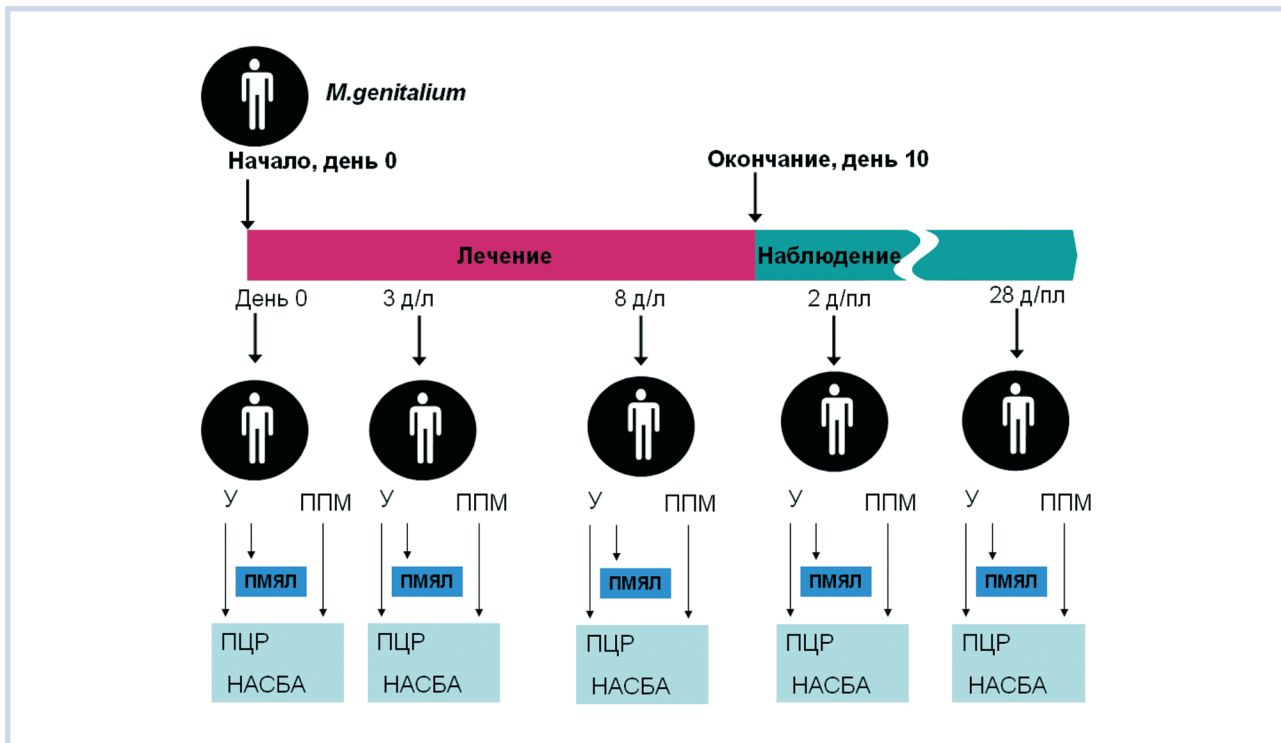 M.genitalium
Начало, день 0
Окончание, день 10
Лечение
Наблюдение
День 0
3 д/л
8 д/л
2 д/пл
28 д/пл
У ППМ
У ППМ
У ППМ
У ППМ
У ППМ
ПМЯЛ
ПМЯЛ
ПМЯЛ
ПМЯЛ
ПМЯЛ
ПЦР
ПЦР
ПЦР
ПЦР
ПЦР
НАСБА
НАСБА
НАСБА
НАСБА
НАСБА